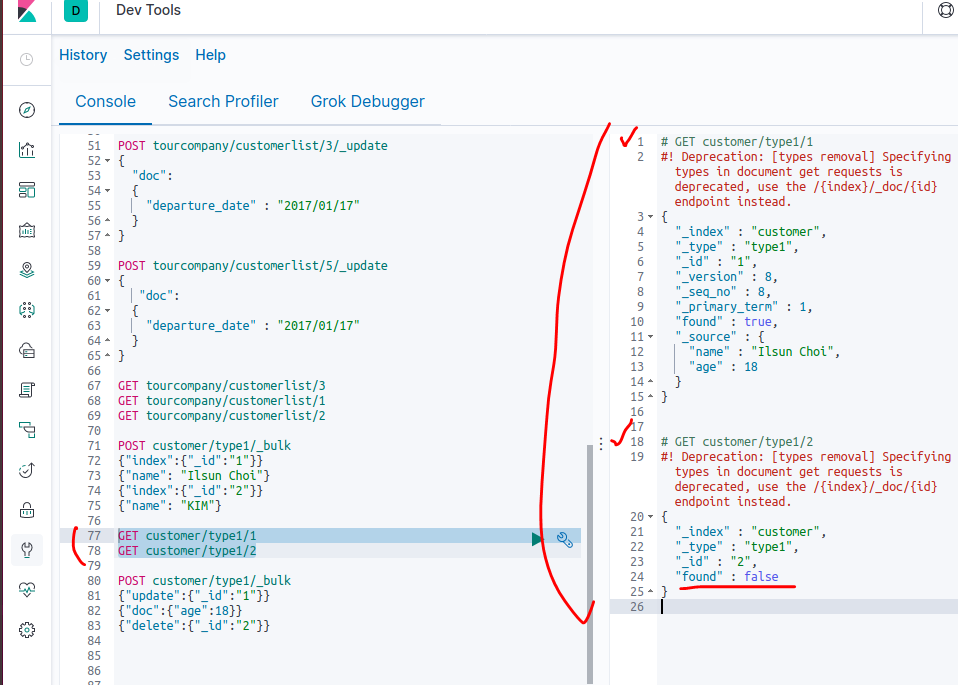 D Dev Tools
History Settings Help
Console Search Profiler Grok Debugger
51 POST tourcompany/customerlist/3/_update
52 {
53 "doc":
54 {
55 "departure_date" : "2017/01/17"
56 }
57 }
58
59 POST tourcompany/customerlist/5/_update
60 {
61 "doc":
62 {
63 "departure_date" : "2017/01/17"
64 }
65 }
66
67 GET tourcompany/customerlist/3
68 GET tourcompany/customerlist/1
69 GET tourcompany/customerlist/2
70
71 POST customer/type1/_bulk
72 {"index":{"_id":"1"}}
73 {"name": "Ilsun Choi"}
74 {"index":{"_id":"2"}}
75 {"name": "KIM"}
76
77 GET customer/type1/1
78 GET customer/type1/2
79
80 POST customer/type1/_bulk
81 {"update":{"_id":"1"}}
82 {"doc":{"age":18}}
83 {"delete":{"_id":"2"}}
84
85
86
87
1 # GET customer/type1/1
2 #! Deprecation: [types removal] Specifying
types in document get requests is
deprecated, use the /{index}/_doc/{id}
endpoint instead.
3 {
4 "_index" : "customer",
5 "_type" : "type1",
6 "_id" : "1",
7 "_version" : 8,
8 "_seq_no" : 8,
9 "_primary_term" : 1,
10 "found" : true,
11 "_source" : {
12 "name" : "Ilsun Choi",
13 "age" : 18
14 }
15 }
16
17
18 # GET customer/type1/2
19 #! Deprecation: [types removal] Specifying
types in document get requests is
deprecated, use the /{index}/_doc/{id}
endpoint instead.
20 {
21 "_index" : "customer",
22 "_type" : "type1",
23 "_id" : "2",
24 "found" : false
25 }
26